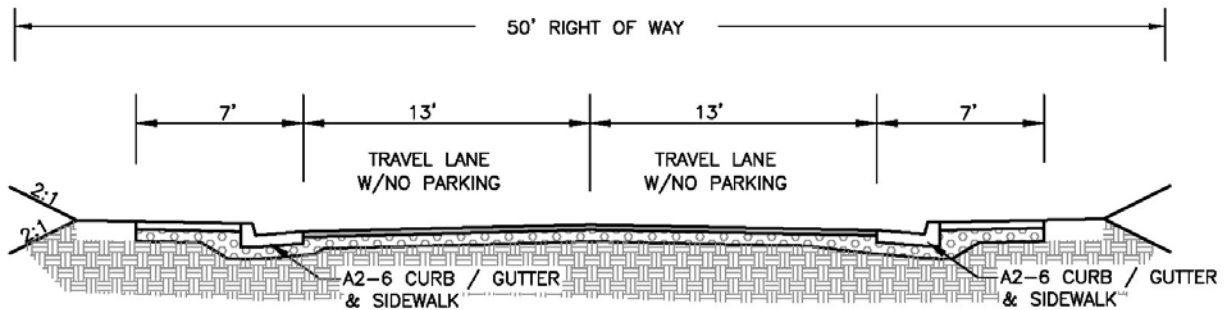 50' RIGHT OF WAY
7' 13' 13' 7'
TRAVEL LANE
W/NO PARKING
TRAVEL LANE
W/NO PARKING
2:1
2:1
A2-6 CURB / GUTTER
& SIDEWALK
A2-6 CURB / GUTTER
& SIDEWALK